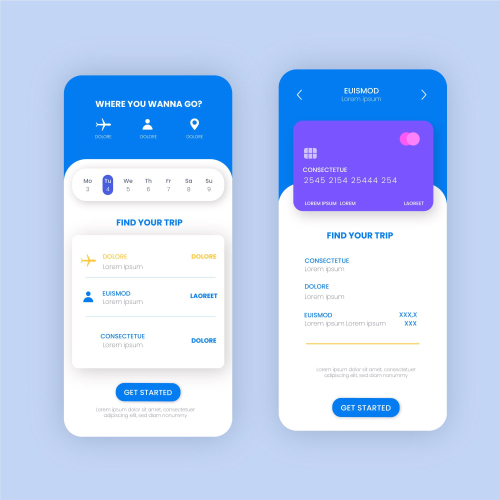 WHERE YOU WANNA GO?
DOLORE DOLORE DOLORE
Mo Tu We Th Fr Sa Su
3 4 5 6 7 8 9
FIND YOUR TRIP
DOLORE DOLORE
Lorem Ipsum
EUISMOD LAOREET
Lorem Ipsum
CONSECTETUE DOLORE
Lorem Ipsum
GET STARTED
Lorem ipsum dolor sit amet, consectetuer
adipiscing elit, sed diam nonummy
EUISMOD
Lorem Ipsum
CONSECTETUE
2545 2154 25444 254
LOREM IPSUM LOREM LAOREET
FIND YOUR TRIP
CONSECTETUE
Lorem Ipsum
DOLORE
Lorem Ipsum
EUISMOD XXX,X
Lorem Ipsum Lorem Ipsum XXX
Lorem ipsum dolor sit amet, consectetuer
adipiscing elit, sed diam nonummy
GET STARTED